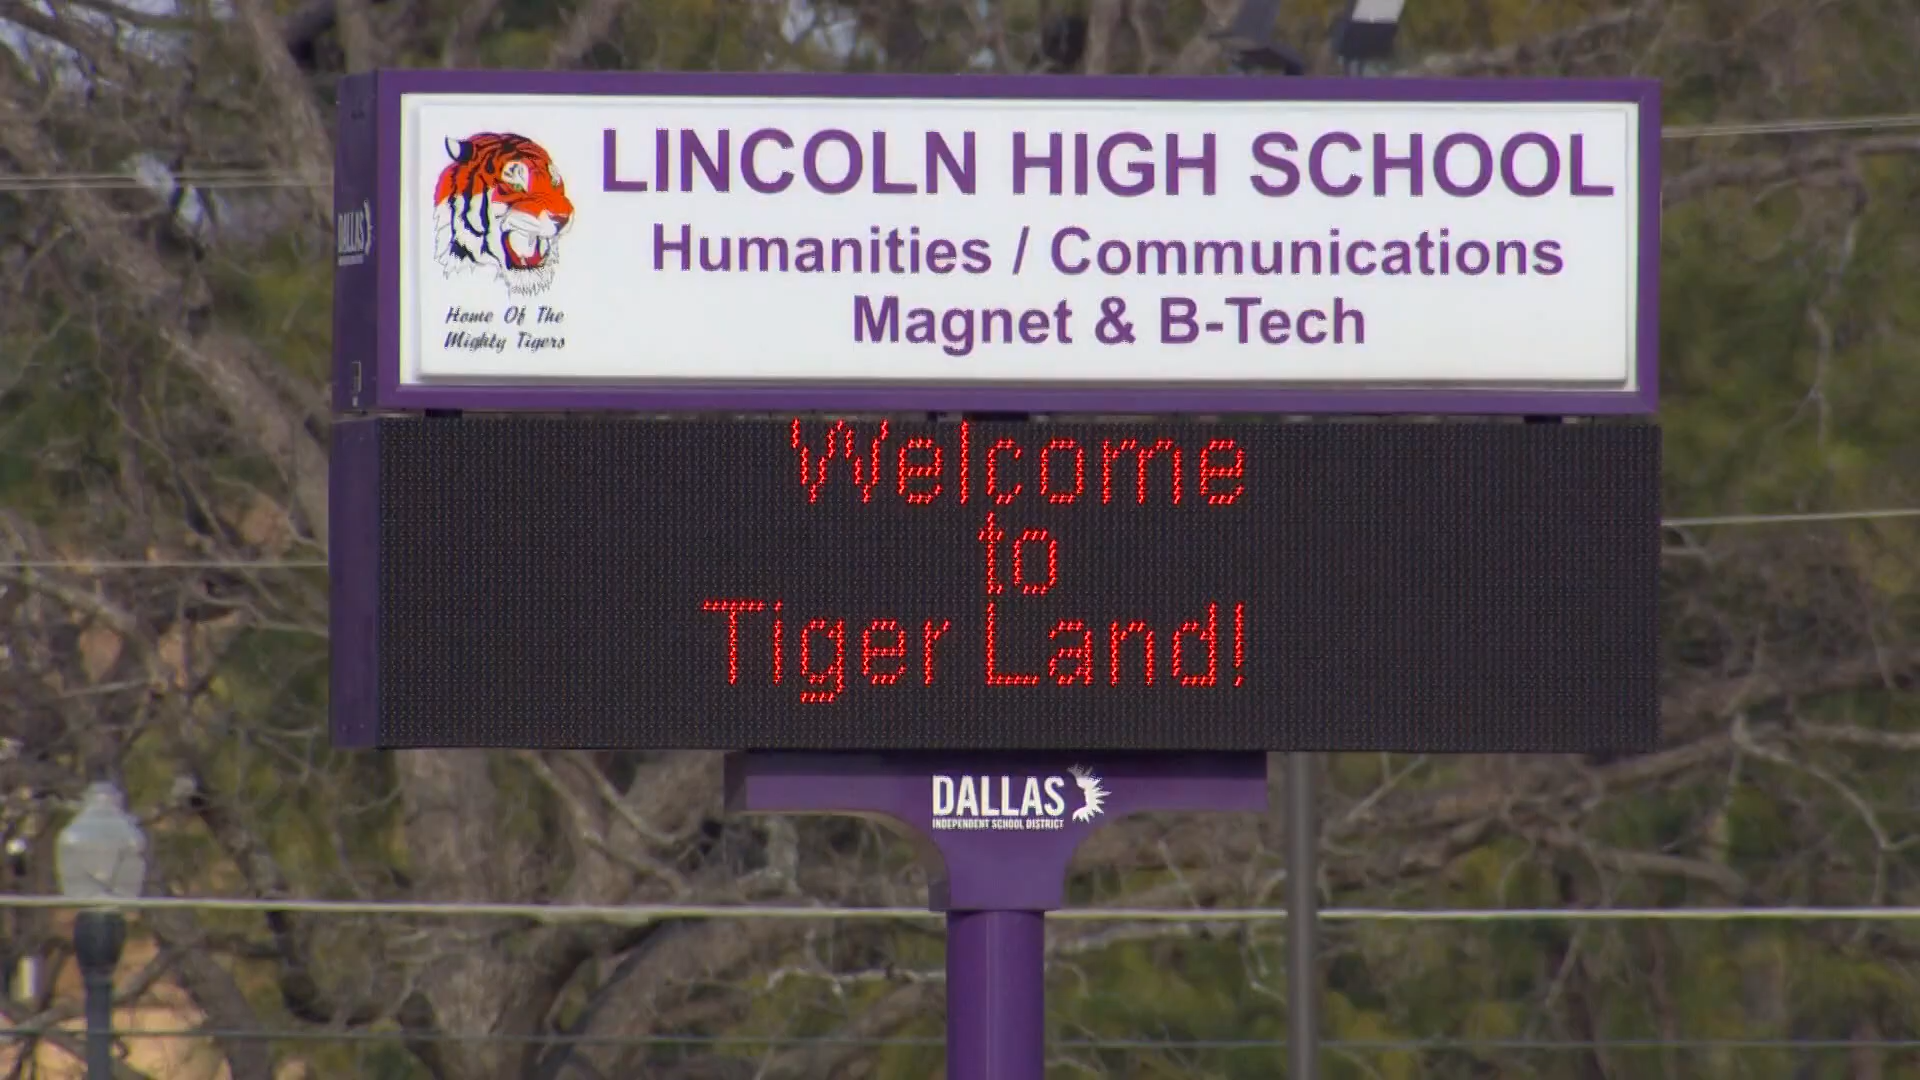 LINCOLN HIGH SCHOOL
Humanities / Communications
Magnet & B-Tech
Home Of The
Mighty Tigers
DALLAS
Welcome
to
Tiger Land!
DALLAS
INDEPENDENT SCHOOL DISTRICT